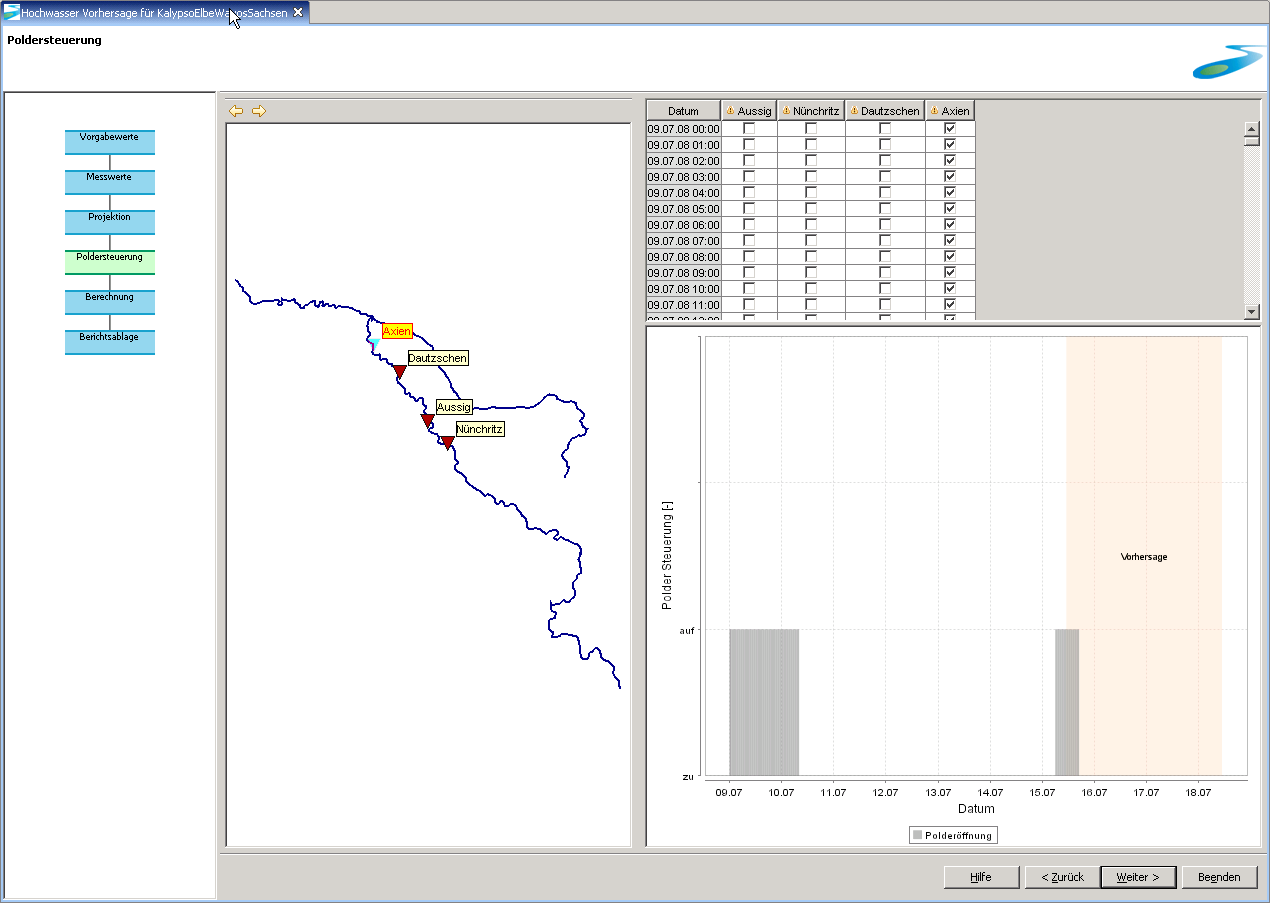 Hochwasser Vorhersage für KalypsoElbeWa osSachsen
Poldersteuerung
Vorgabewerte
Messwerte
Projektion
Poldersteuerung
Berechnung
Berichtsablage
Axien
Dautzschen
Aussig
Nünchritz
Datum Aussig Nünchritz Dautzschen Axien
09.07.08 00:00
09.07.08 01:00
09.07.08 02:00
09.07.08 03:00
09.07.08 04:00
09.07.08 05:00
09.07.08 06:00
09.07.08 07:00
09.07.08 08:00
09.07.08 09:00
09.07.08 10:00
09.07.08 11:00
Polder Steuerung [-]
Vorhersage
auf
zu
09.07 10.07 11.07 12.07 13.07 14.07 15.07 16.07 17.07 18.07
Datum
Polderöffnung
Hilfe < Zurück Weiter > Beenden